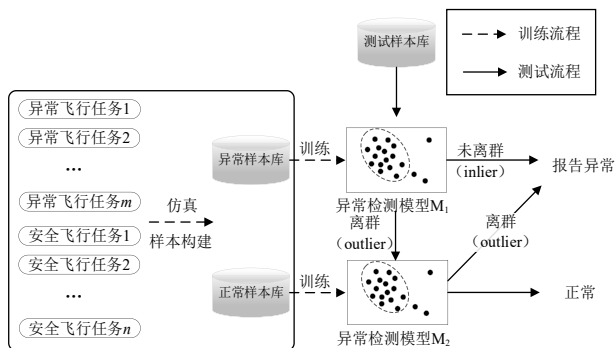 测试样本库
训练流程
测试流程
异常飞行任务1
异常飞行任务2
...
异常飞行任务m
安全飞行任务1
安全飞行任务2
...
安全飞行任务n
仿真
样本构建
异常样本库
正常样本库
训练
训练
异常检测模型M₁
未离群
（inlier）
报告异常
离群
（outlier）
离群
（outlier）
异常检测模型M₂
正常